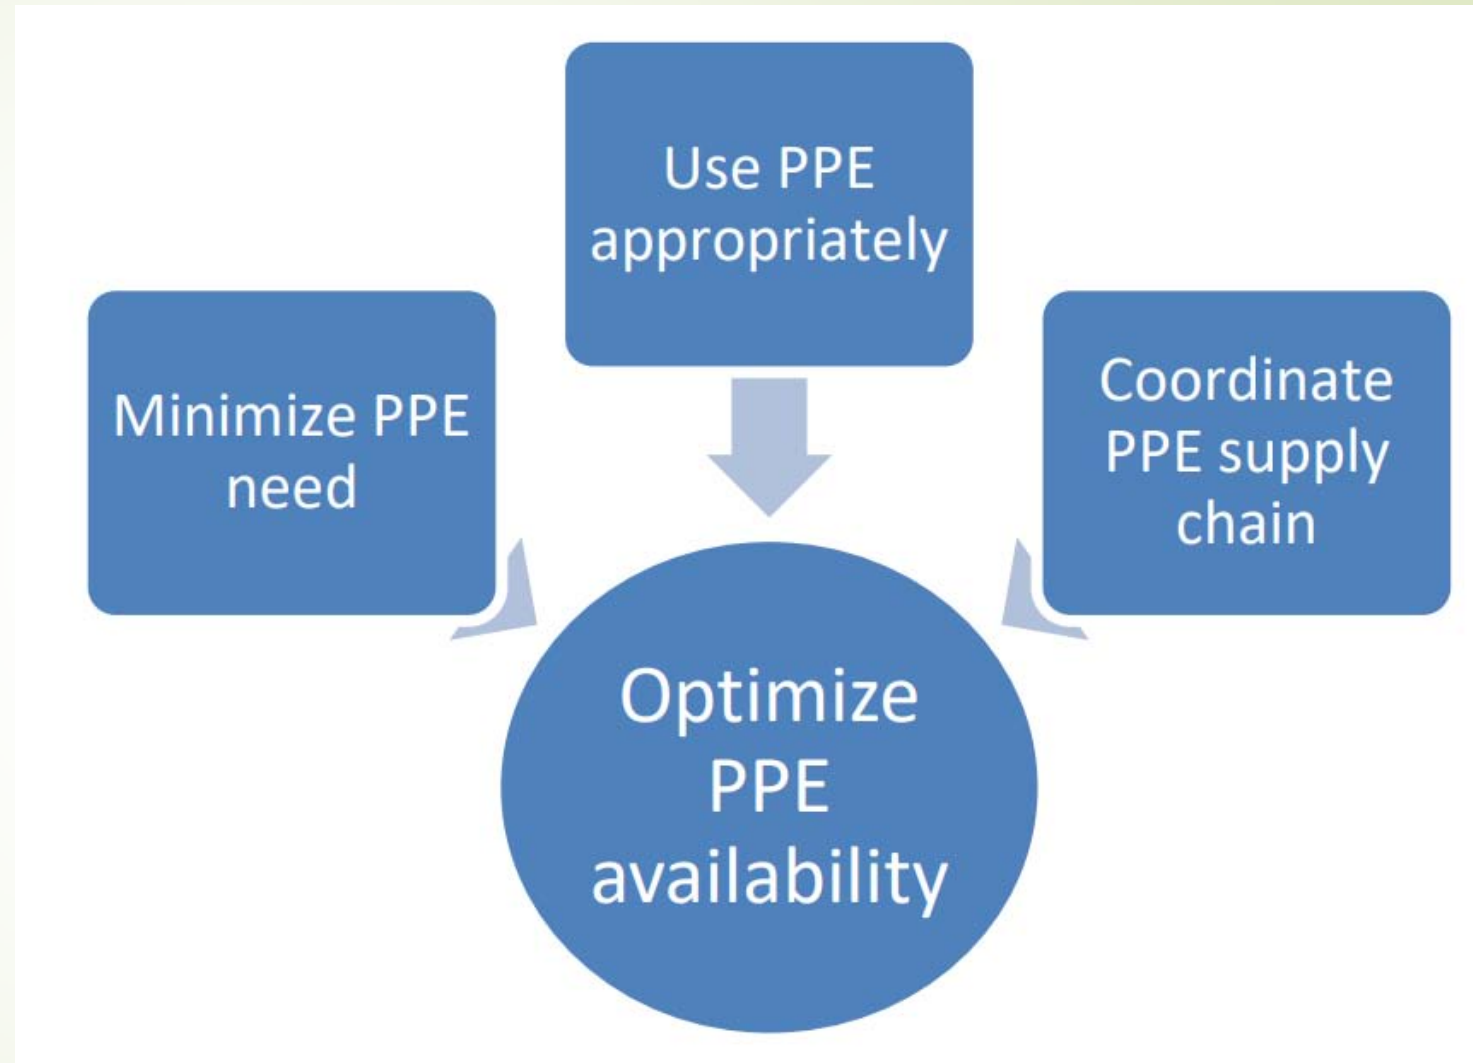 Use PPE
appropriately
Minimize PPE
need
Coordinate
PPE supply
chain
Optimize
PPE
availability